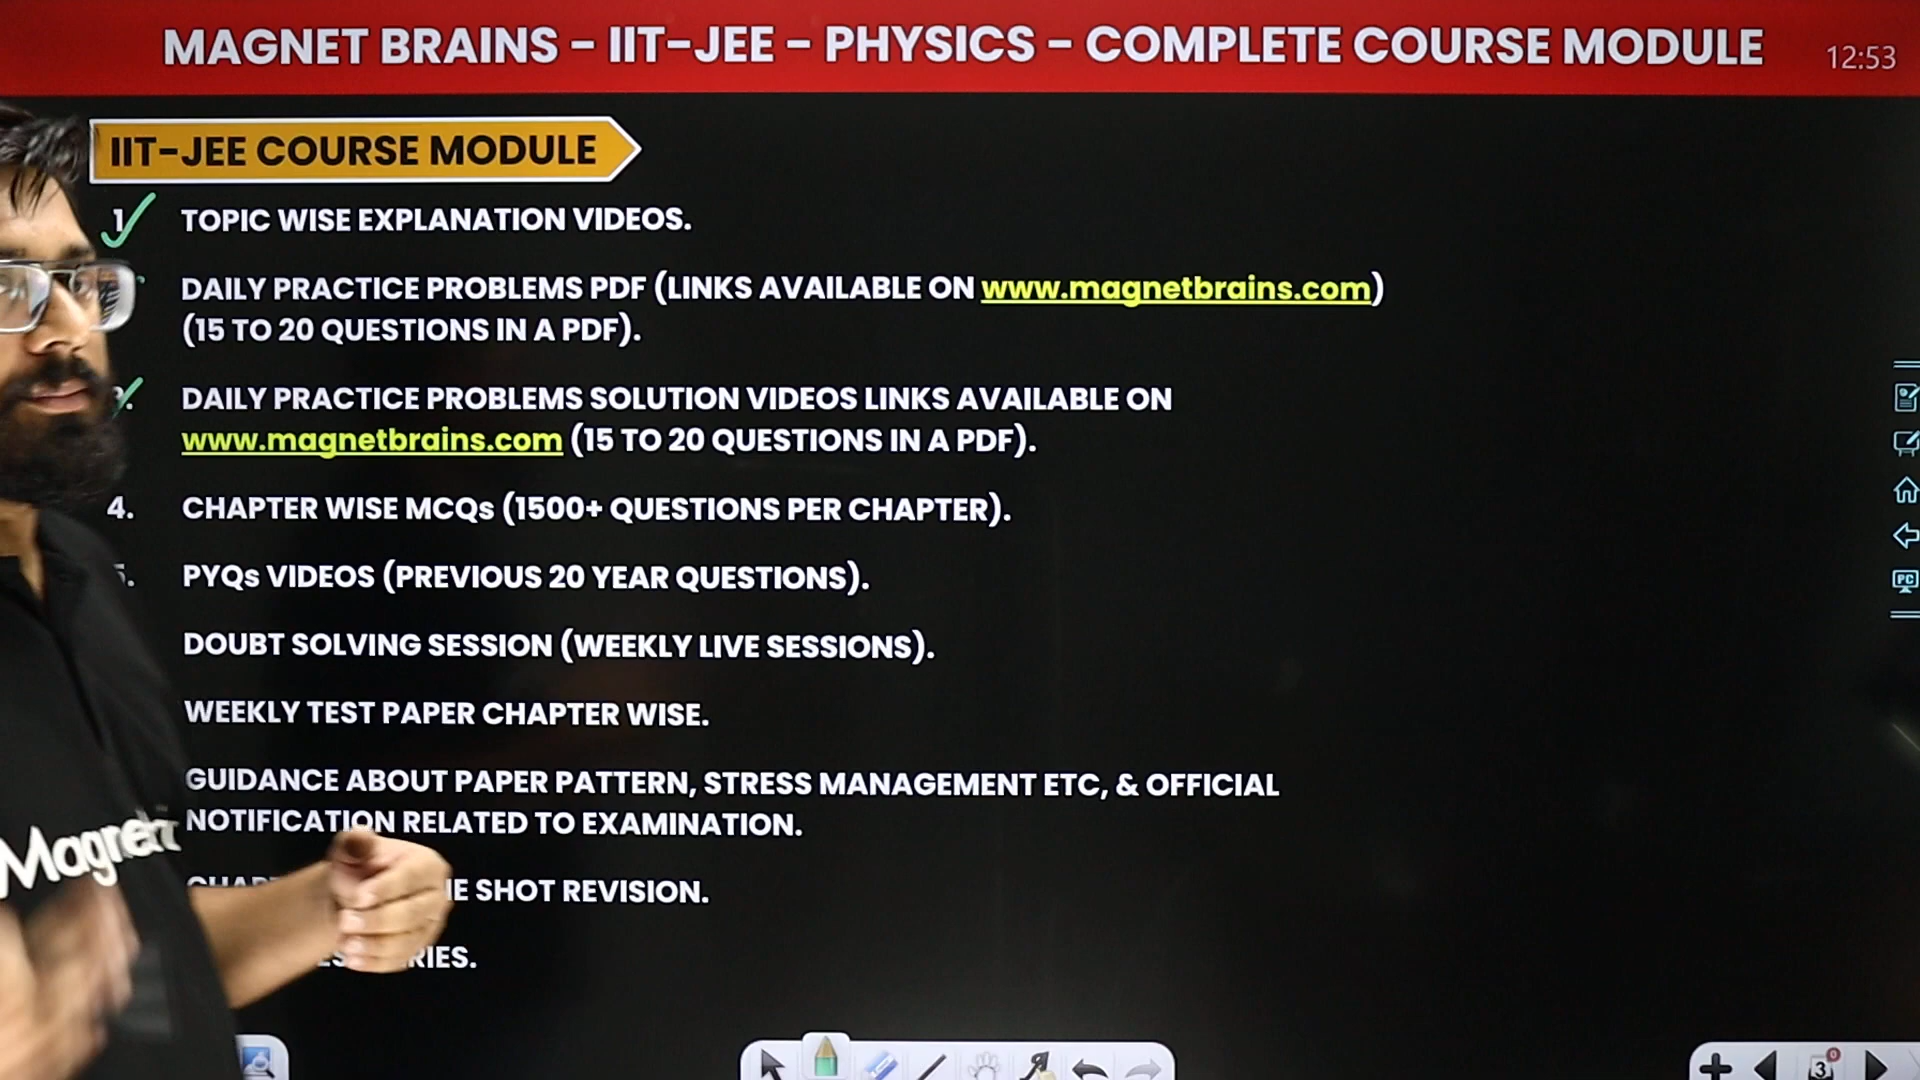 MAGNET BRAINS - IIT-JEE - PHYSICS - COMPLETE COURSE MODULE
12:53
IIT-JEE COURSE MODULE
1. TOPIC WISE EXPLANATION VIDEOS.
DAILY PRACTICE PROBLEMS PDF (LINKS AVAILABLE ON www.magnetbrains.com)
(15 TO 20 QUESTIONS IN A PDF).
DAILY PRACTICE PROBLEMS SOLUTION VIDEOS LINKS AVAILABLE ON
www.magnetbrains.com (15 TO 20 QUESTIONS IN A PDF).
4. CHAPTER WISE MCQs (1500+ QUESTIONS PER CHAPTER).
5. PYQs VIDEOS (PREVIOUS 20 YEAR QUESTIONS).
DOUBT SOLVING SESSION (WEEKLY LIVE SESSIONS).
WEEKLY TEST PAPER CHAPTER WISE.
GUIDANCE ABOUT PAPER PATTERN, STRESS MANAGEMENT ETC, & OFFICIAL
NOTIFICATION RELATED TO EXAMINATION.
SHOT REVISION.
Magnet
PC
3
0